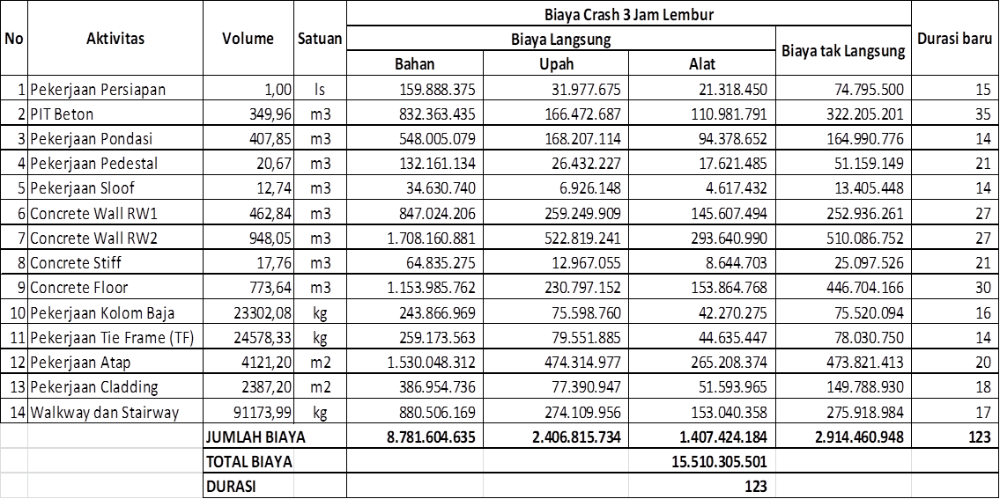 Biaya Crash 3 Jam Lembur
No Aktivitas Volume Satuan Biaya Langsung Biaya tak Langsung Durasi baru
Bahan Upah Alat
1 Pekerjaan Persiapan 1,00 ls 159.888.375 31.977.675 21.318.450 74.795.500 15
2 PIT Beton 349,96 m3 832.363.435 166.472.687 110.981.791 322.205.201 35
3 Pekerjaan Pondasi 407,85 m3 548.005.079 168.207.114 94.378.652 164.990.776 14
4 Pekerjaan Pedestal 20,67 m3 132.161.134 26.432.227 17.621.485 51.159.149 21
5 Pekerjaan Sloof 12,74 m3 34.630.740 6.926.148 4.617.432 13.405.448 14
6 Concrete Wall RW1 462,84 m3 847.024.206 259.249.909 145.607.494 252.936.261 27
7 Concrete Wall RW2 948,05 m3 1.708.160.881 522.819.241 293.640.990 510.086.752 27
8 Concrete Stiff 17,76 m3 64.835.275 12.967.055 8.644.703 25.097.526 21
9 Concrete Floor 773,64 m3 1.153.985.762 230.797.152 153.864.768 446.704.166 30
10 Pekerjaan Kolom Baja 23302,08 kg 243.866.969 75.598.760 42.270.275 75.520.094 16
11 Pekerjaan Tie Frame (TF) 24578,33 kg 259.173.563 79.551.885 44.635.447 78.030.750 14
12 Pekerjaan Atap 4121,20 m2 1.530.048.312 474.314.977 265.208.374 473.821.413 20
13 Pekerjaan Cladding 2387,20 m2 386.954.736 77.390.947 51.593.965 149.788.930 18
14 Walkway dan Stairway 91173,99 kg 880.506.169 274.109.956 153.040.358 275.918.984 17
JUMLAH BIAYA 8.781.604.635 2.406.815.734 1.407.424.184 2.914.460.948 123
TOTAL BIAYA 15.510.305.501
DURASI 123